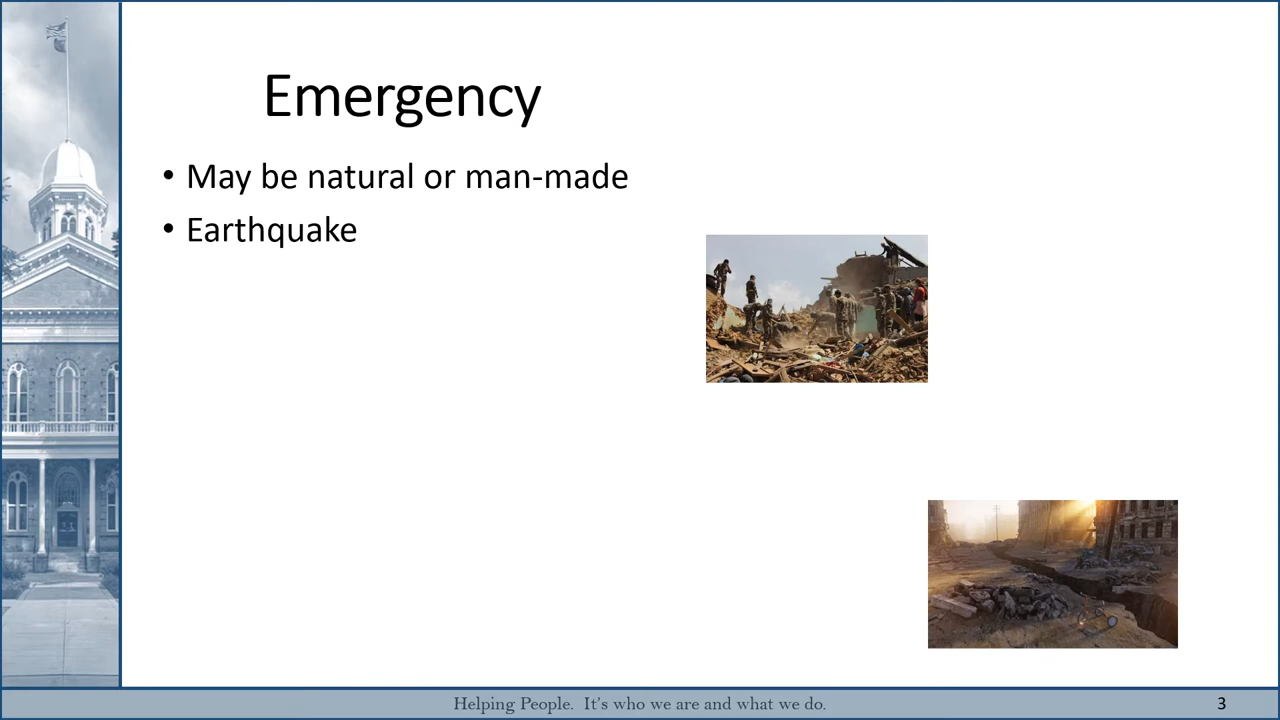 Emergency
• May be natural or man-made
• Earthquake
Helping People. It's who we are and what we do.
3